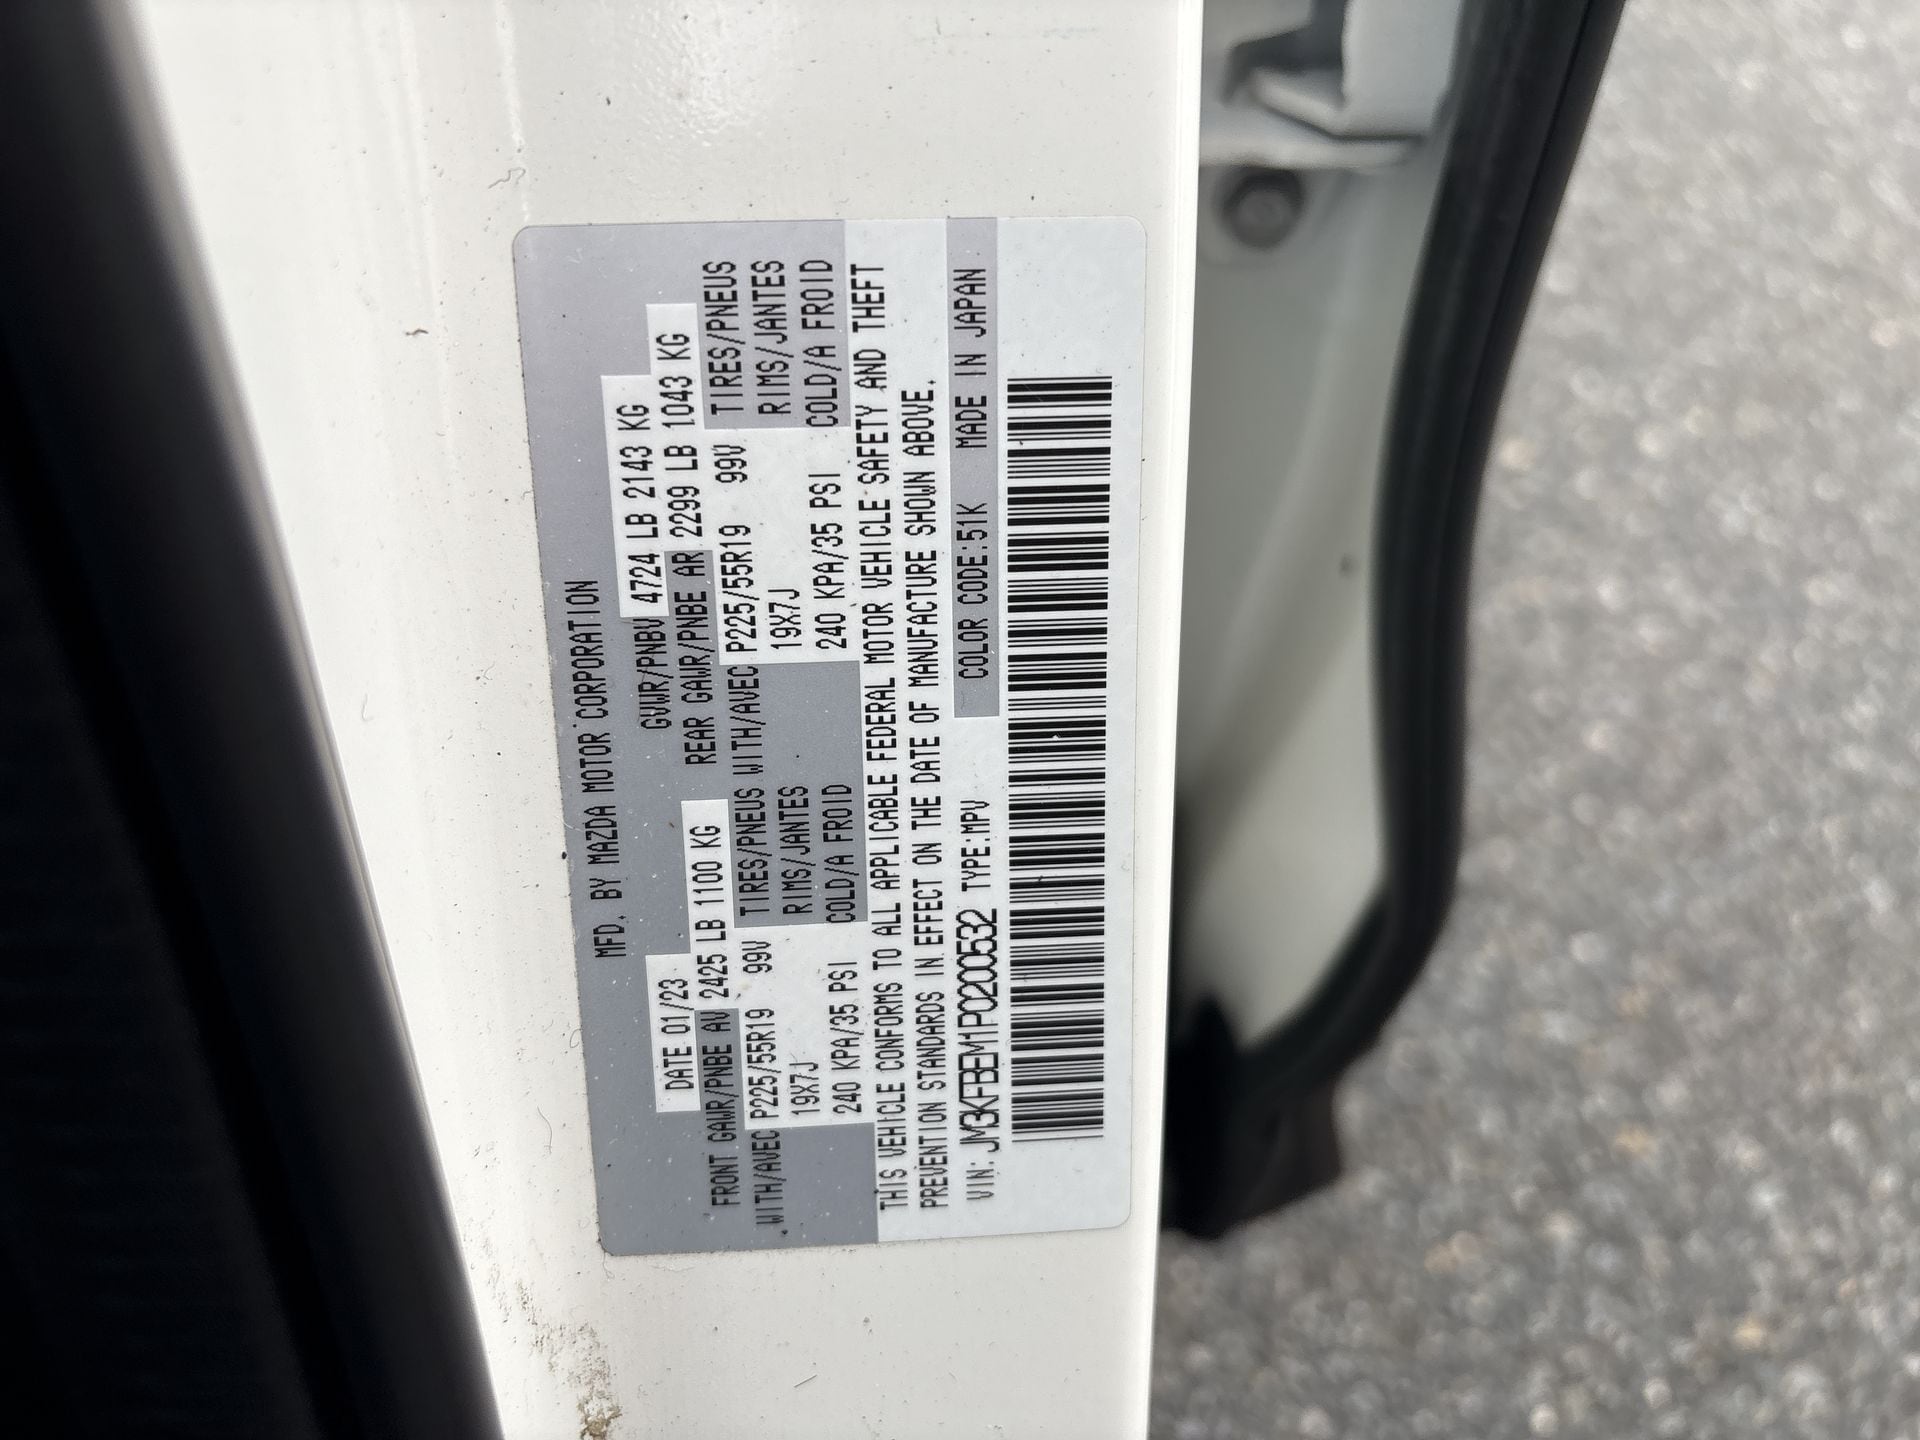 MFD. BY MAZDA MOTOR CORPORATION
DATE 01/23 GVWR/PNBV 4724 LB 2143 KG
FRONT GAWR/PNBE AV 2425 LB 1100 KG REAR GAWR/PNBE AR 2299 LB 1043 KG
WITH/AVEC P225/55R19 99V TIRES/PNEUS WITH/AVEC P225/55R19 99V TIRES/PNEUS
19X7J RIMS/JANTES 19X7J RIMS/JANTES
240 KPA/35 PSI COLD/A FROID 240 KPA/35 PSI COLD/A FROID
THIS VEHICLE CONFORMS TO ALL APPLICABLE FEDERAL MOTOR VEHICLE SAFETY AND THEFT
PREVENTION STANDARDS IN EFFECT ON THE DATE OF MANUFACTURE SHOWN ABOVE.
VIN: JM3KFBEM1P0200532 TYPE:MPV COLOR CODE:51K MADE IN JAPAN